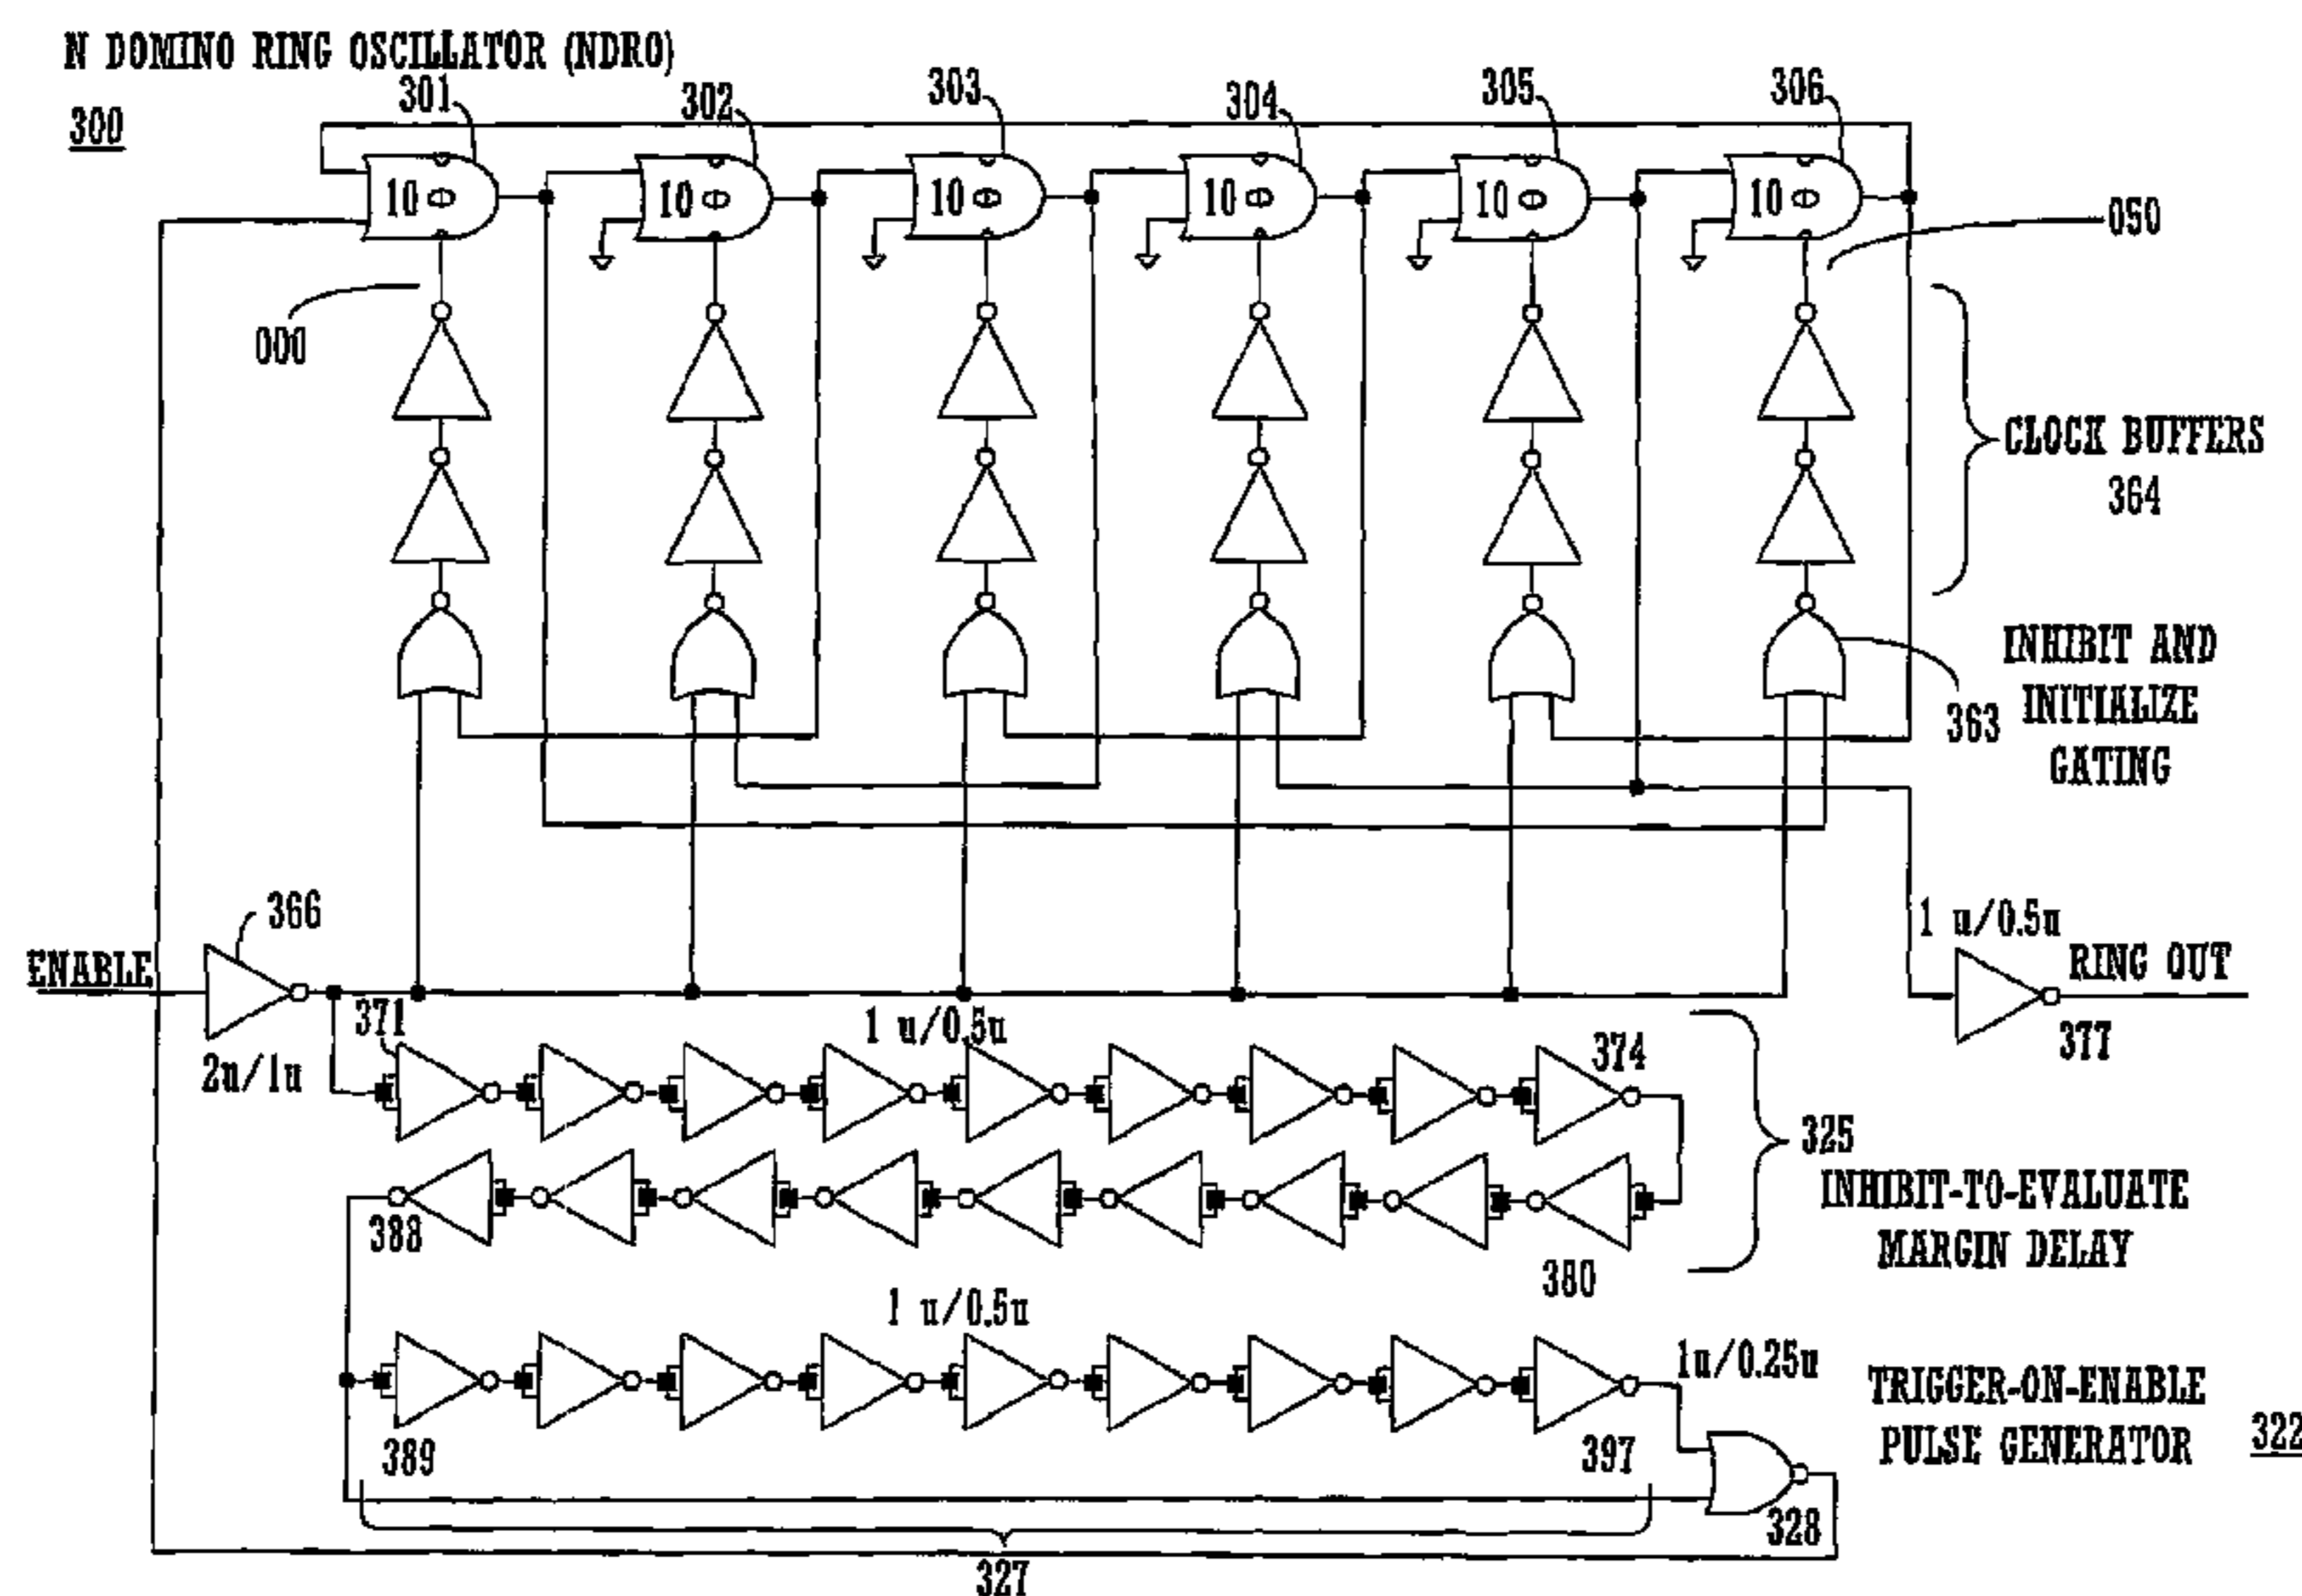 N DOMINO RING OSCILLATOR (NDRO)
300
301
302
303
304
305
306
10 Φ
10 Φ
10 Φ
10 Φ
10 Φ
10 Φ
000
050
CLOCK BUFFERS
364
INHIBIT AND
INITIALIZE
GATING
363
ENABLE
366
2u/1u
1 u/0.5u
RING OUT
377
371
1 u/0.5u
374
325
INHIBIT-TO-EVALUATE
MARGIN DELAY
388
380
1 u/0.5u
1u/0.25u
389
397
TRIGGER-ON-ENABLE
PULSE GENERATOR
322
328
327